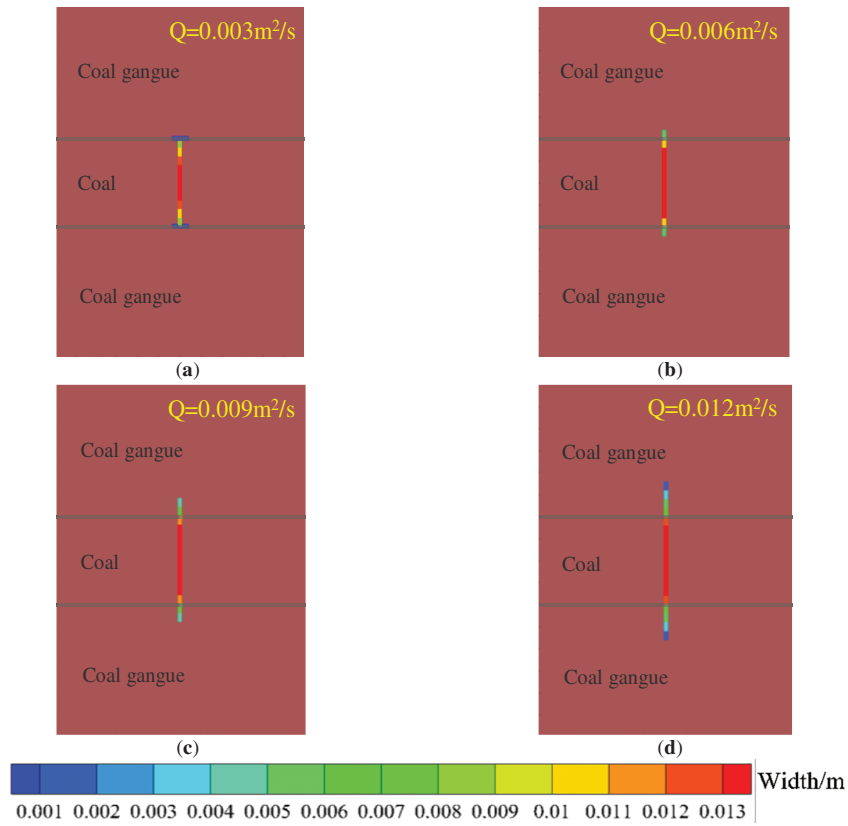 Q=0.003m²/s
Coal gangue
Coal
Coal gangue
(a)
Q=0.006m²/s
Coal gangue
Coal
Coal gangue
(b)
Q=0.009m²/s
Coal gangue
Coal
Coal gangue
(c)
Q=0.012m²/s
Coal gangue
Coal
Coal gangue
(d)
Width/m
0.001 0.002 0.003 0.004 0.005 0.006 0.007 0.008 0.009 0.01 0.011 0.012 0.013